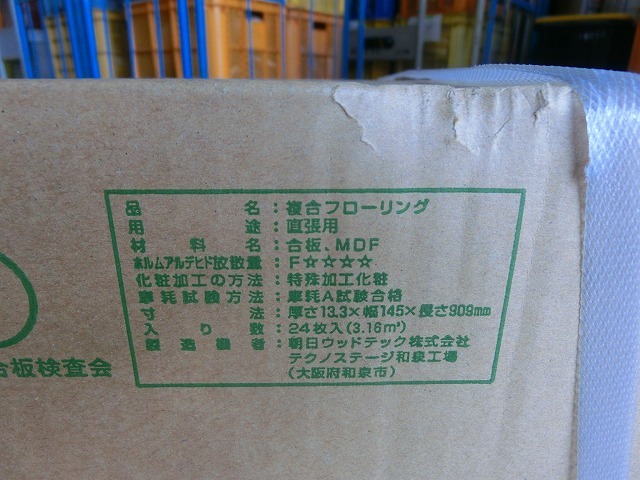 品名：複合フローリング
用途：直張用
材料：合板、MDF
ホルムアルデヒド放散量：F☆☆☆☆
化粧加工の方法：特殊加工化粧
摩耗試験方法：摩耗A試験合格
寸法：厚さ13.3×幅145×長さ909mm
入り数：24枚入(3.16㎡)
製造業者：朝日ウッドテック株式会社
テクノステージ和泉工場
(大阪府和泉市)
合板検査会